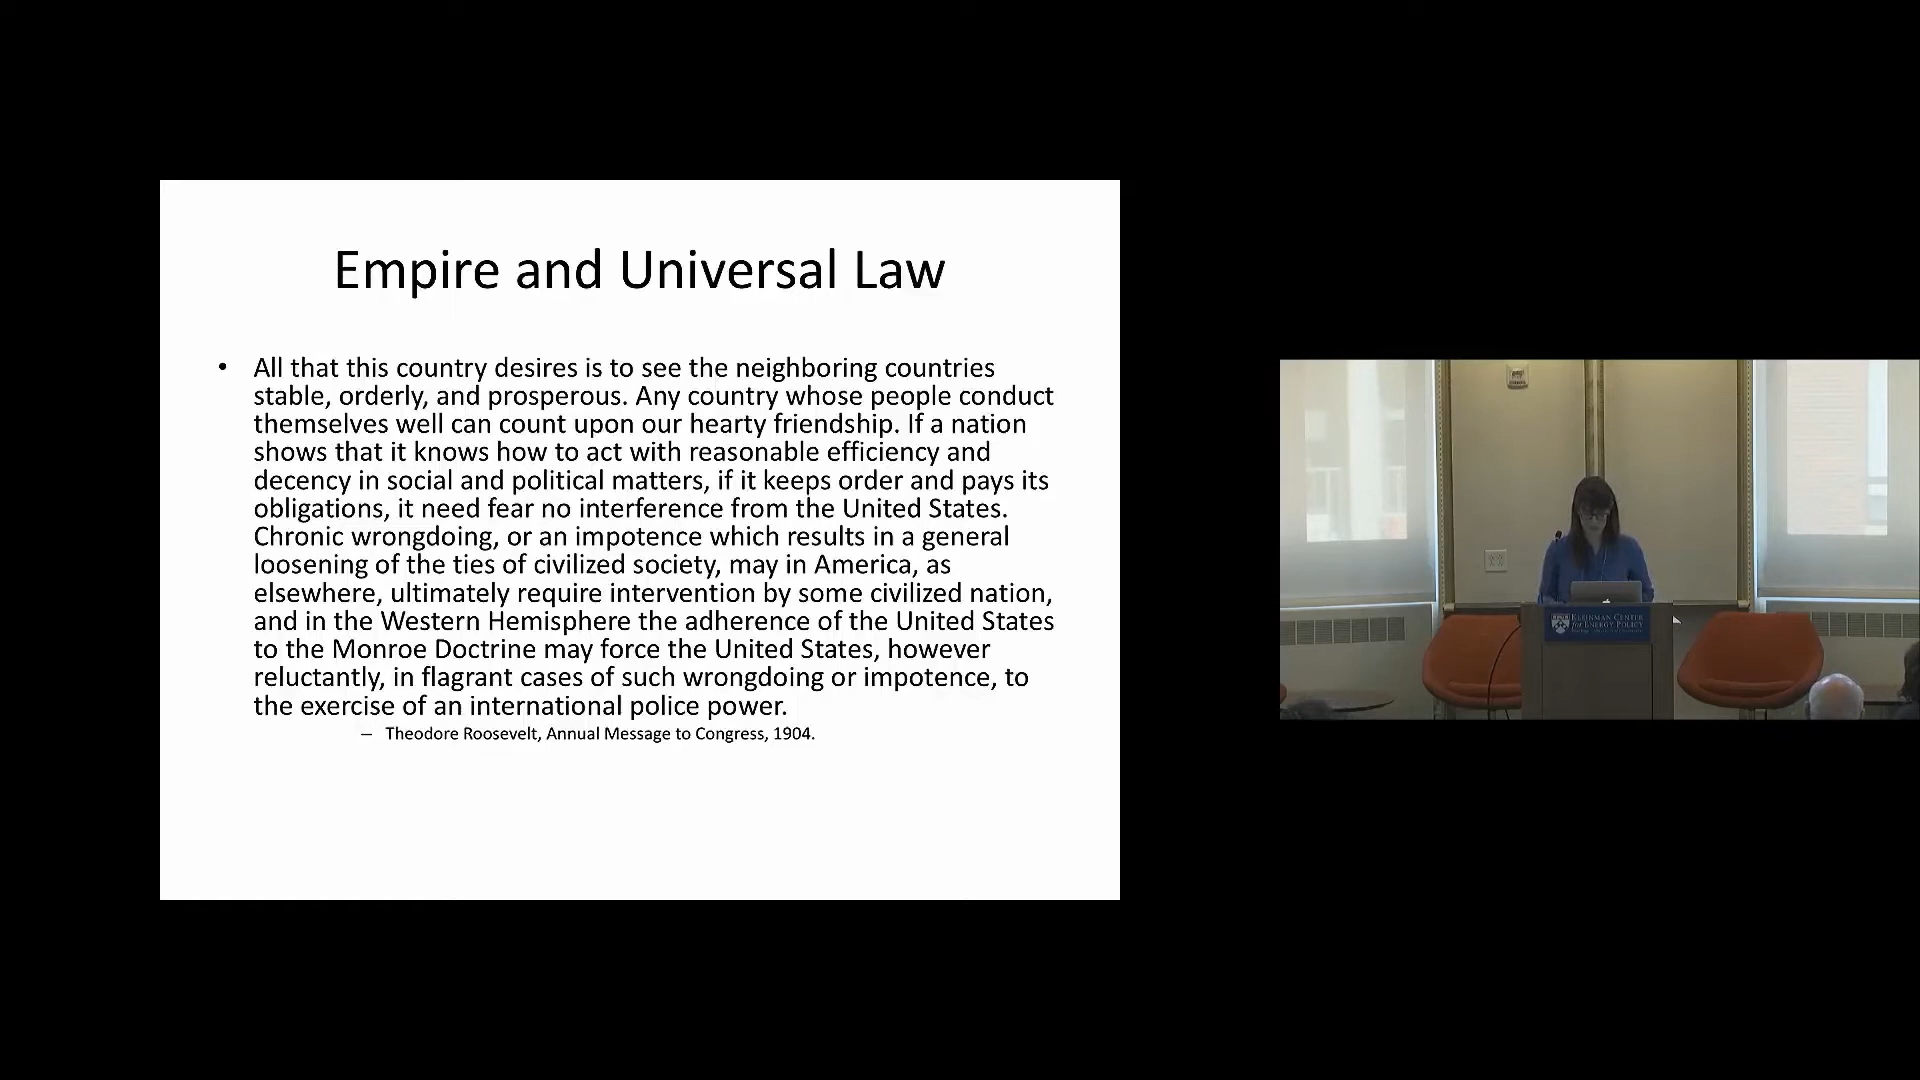 Empire and Universal Law
• All that this country desires is to see the neighboring countries
stable, orderly, and prosperous. Any country whose people conduct
themselves well can count upon our hearty friendship. If a nation
shows that it knows how to act with reasonable efficiency and
decency in social and political matters, if it keeps order and pays its
obligations, it need fear no interference from the United States.
Chronic wrongdoing, or an impotence which results in a general
loosening of the ties of civilized society, may in America, as
elsewhere, ultimately require intervention by some civilized nation,
and in the Western Hemisphere the adherence of the United States
to the Monroe Doctrine may force the United States, however
reluctantly, in flagrant cases of such wrongdoing or impotence, to
the exercise of an international police power.
– Theodore Roosevelt, Annual Message to Congress, 1904.
Kleinman Center
for Energy Policy